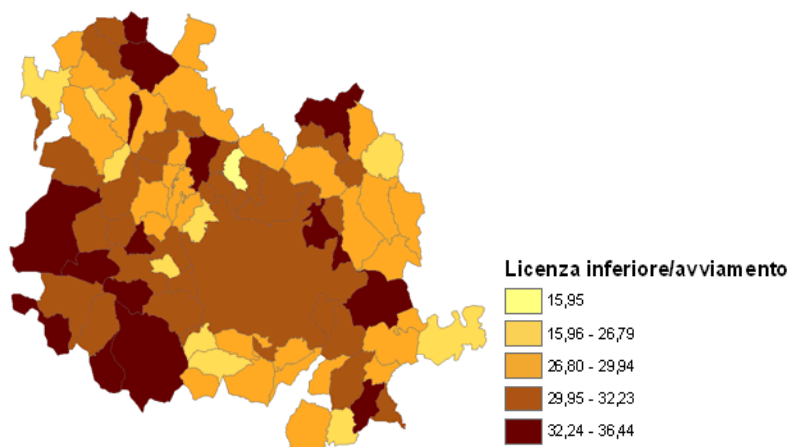 Licenza inferiore/avviamento
15,95
15,96 - 26,79
26,80 - 29,94
29,95 - 32,23
32,24 - 36,44